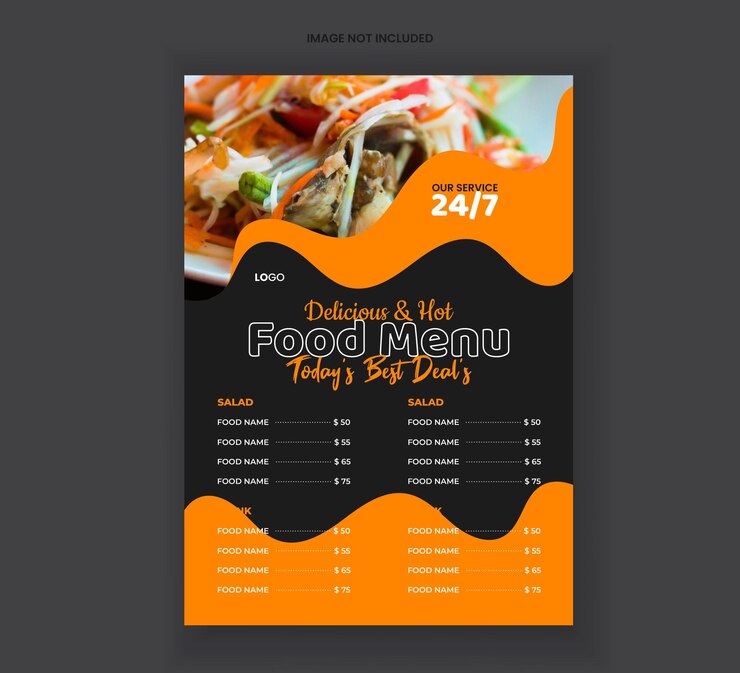 IMAGE NOT INCLUDED
OUR SERVICE
24/7
LOGO
Delicious & Hot
Food Menu
Today's Best Deal's
SALAD
FOOD NAME $ 50
FOOD NAME $ 55
FOOD NAME $ 65
FOOD NAME $ 75
SALAD
FOOD NAME $ 50
FOOD NAME $ 55
FOOD NAME $ 65
FOOD NAME $ 75
FOOD NAME $ 50
FOOD NAME $ 55
FOOD NAME $ 65
FOOD NAME $ 75
FOOD NAME $ 50
FOOD NAME $ 55
FOOD NAME $ 65
FOOD NAME $ 75